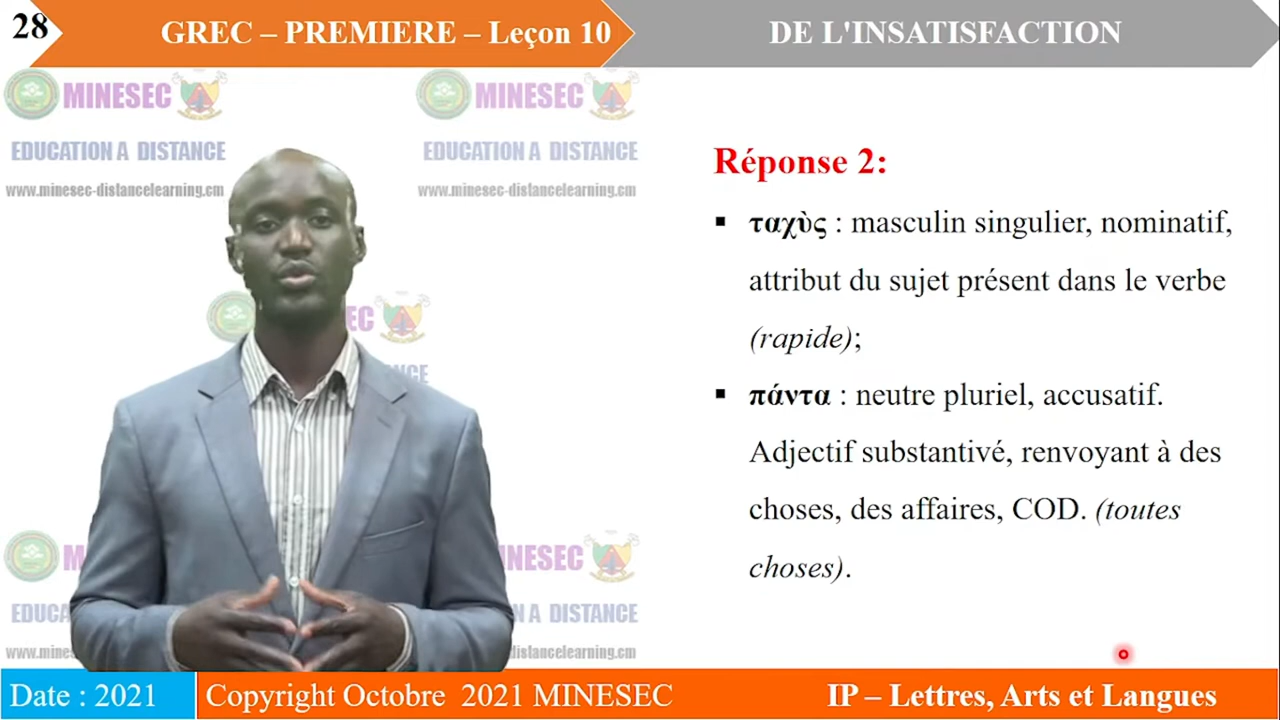 28
GREC – PREMIERE – Leçon 10
DE L'INSATISFACTION
MINESEC
MINESEC
EDUCATION A DISTANCE
EDUCATION A DISTANCE
www.minesec-distancelearning.cm
www.minesec-distancelearning.cm
Réponse 2:
▪ ταχὺς : masculin singulier, nominatif,
attribut du sujet présent dans le verbe
(rapide);
▪ πάντα : neutre pluriel, accusatif.
Adjectif substantivé, renvoyant à des
choses, des affaires, COD. (toutes
choses).
Date : 2021
Copyright Octobre 2021 MINESEC
IP – Lettres, Arts et Langues